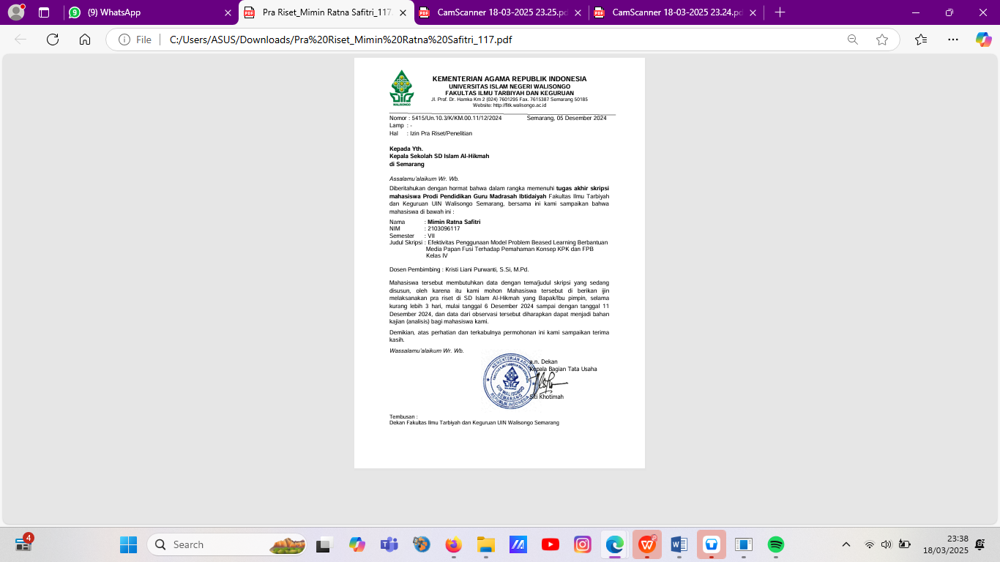 (9) WhatsApp
Pra Riset_Mimin Ratna Safitri_117.
CamScanner 18-03-2025 23.25.pd
CamScanner 18-03-2025 23.24.pd
File
C:/Users/ASUS/Downloads/Pra%20Riset_Mimin%20Ratna%20Safitri_117.pdf
WALISONGO
KEMENTERIAN AGAMA REPUBLIK INDONESIA
UNIVERSITAS ISLAM NEGERI WALISONGO
FAKULTAS ILMU TARBIYAH DAN KEGURUAN
Jl. Prof. Dr. Hamka Km 2 (024) 7601295 Fax. 7615387 Semarang 50185
Website: http://fitk.walisongo.ac.id
Nomor : 5415/Un.10.3/K/KM.00.11/12/2024 Semarang, 05 Desember 2024
Lamp : -
Hal : Izin Pra Riset/Penelitian
Kepada Yth.
Kepala Sekolah SD Islam Al-Hikmah
di Semarang
Assalamu'alaikum Wr. Wb.
Diberitahukan dengan hormat bahwa dalam rangka memenuhi tugas akhir skripsi
mahasiswa Prodi Pendidikan Guru Madrasah Ibtidaiyah Fakultas Ilmu Tarbiyah
dan Keguruan UIN Walisongo Semarang, bersama ini kami sampaikan bahwa
mahasiswa di bawah ini :
Nama : Mimin Ratna Safitri
NIM : 2103096117
Semester : VII
Judul Skripsi : Efektivitas Penggunaan Model Problem Beased Learning Berbantuan
Media Papan Fusi Terhadap Pemahaman Konsep KPK dan FPB
Kelas IV
Dosen Pembimbing : Kristi Liani Purwanti, S.Si, M.Pd.
Mahasiswa tersebut membutuhkan data dengan tema/judul skripsi yang sedang
disusun, oleh karena itu kami mohon Mahasiswa tersebut di berikan ijin
melaksanakan pra riset di SD Islam Al-Hikmah yang Bapak/Ibu pimpin, selama
kurang lebih 3 hari, mulai tanggal 6 Desember 2024 sampai dengan tanggal 11
Desember 2024, dan data dari observasi tersebut diharapkan dapat menjadi bahan
kajian (analisis) bagi mahasiswa kami.
Demikian, atas perhatian dan terkabulnya permohonan ini kami sampaikan terima
kasih.
Wassalamu'alaikum Wr. Wb.
a.n. Dekan
Kepala Bagian Tata Usaha
KEMENTERIAN AGAMA
UIN WALISONGO
SEMARANG
REPUBLIK INDONESIA
Siti Khotimah
Tembusan :
Dekan Fakultas Ilmu Tarbiyah dan Keguruan UIN Walisongo Semarang
4
Search
23:38
18/03/2025